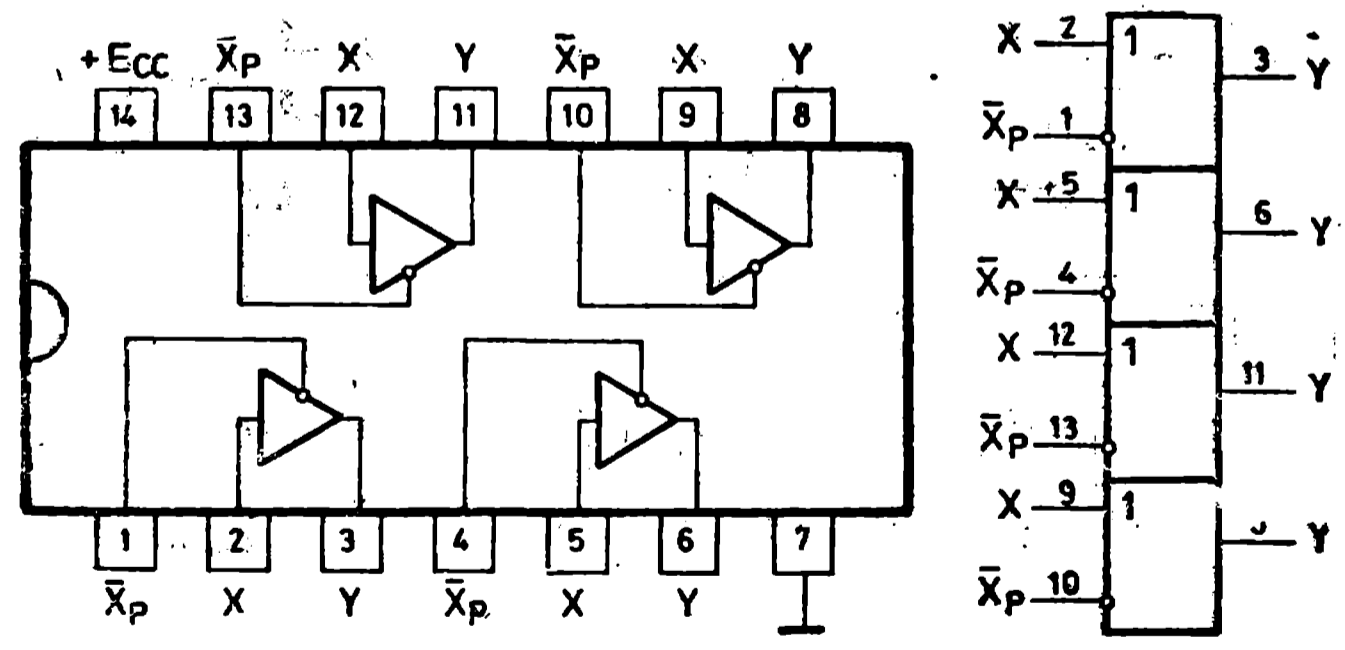 +ECC X̄P X Y X̄P X Y
14 13 12 11 10 9 8
1 2 3 4 5 6 7
X̄P X Y X̄P X Y
X 2 1 3 Y
X̄P 1
X 5 1 6 Y
X̄P 4
X 12 1 11 Y
X̄P 13
X 9 1 Y
X̄P 10